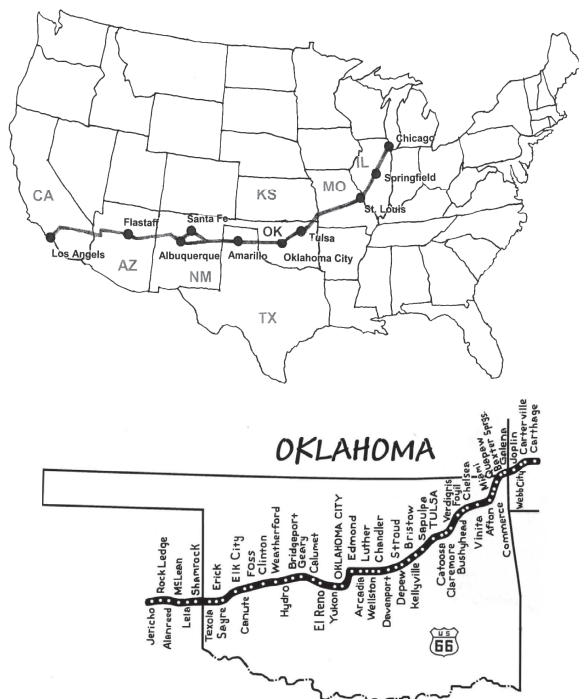 Chicago
IL
Springfield
KS
MO
CA
St. Louis
Santa Fe
Flastaff
OK
Tulsa
Los Angels
Albuquerque
Amarillo
Oklahoma City
AZ
NM
TX
OKLAHOMA
Jericho
Rock Ledge
Alanreed
McLean
Lela
Shamrock
Texola
Erick
Sayre
Elk City
Canute
Foss
Clinton
Weatherford
Hydro
Bridgeport
Geary
Calumet
El Reno
Yukon
OKLAHOMA CITY
Edmond
Arcadia
Luther
Wellston
Chandler
Davenport
Stroud
Depew
Bristow
Kellyville
Sapulpa
TULSA
Catoosa
Verdigris
Claremore
Foyil
Bushyhead
Chelsea
Vinita
Afton
Miami
Commerce
Quapaw
Baxter Sprgs.
Galena
Joplin
Webb City
Carterville
Carthage
US
66